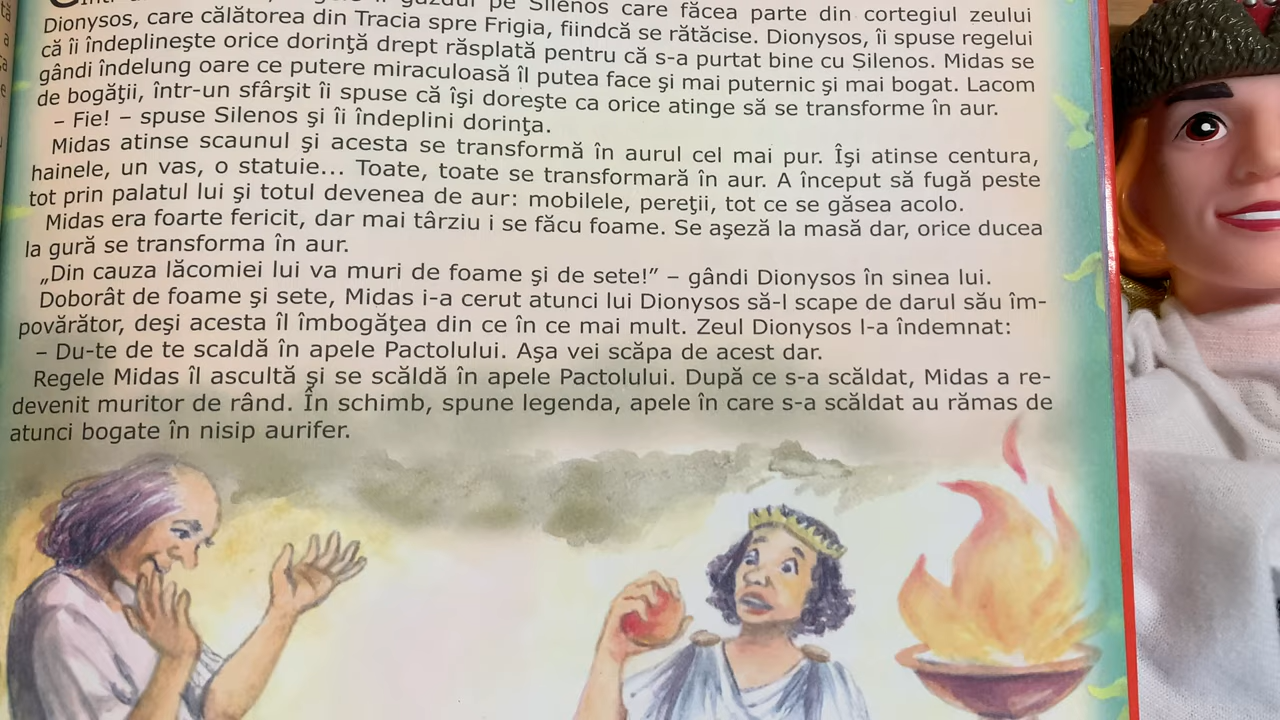 găzdui pe Silenos care făcea parte din cortegiul zeului
Dionysos, care călătorea din Tracia spre Frigia, fiindcă se rătăcise. Dionysos, îi spuse regelui
că îi îndeplineşte orice dorinţă drept răsplată pentru că s-a purtat bine cu Silenos. Midas se
gândi îndelung oare ce putere miraculoasă îl putea face şi mai puternic şi mai bogat. Lacom
de bogăţii, într-un sfârşit îi spuse că îşi doreşte ca orice atinge să se transforme în aur.
– Fie! – spuse Silenos şi îi îndeplini dorinţa.
Midas atinse scaunul şi acesta se transformă în aurul cel mai pur. Îşi atinse centura,
hainele, un vas, o statuie... Toate, toate se transformară în aur. A început să fugă peste
tot prin palatul lui şi totul devenea de aur: mobilele, pereţii, tot ce se găsea acolo.
Midas era foarte fericit, dar mai târziu i se făcu foame. Se aşeză la masă dar, orice ducea
la gură se transforma în aur.
„Din cauza lăcomiei lui va muri de foame şi de sete!” – gândi Dionysos în sinea lui.
Doborât de foame şi sete, Midas i-a cerut atunci lui Dionysos să-l scape de darul său îm-
povărător, deşi acesta îl îmbogăţea din ce în ce mai mult. Zeul Dionysos l-a îndemnat:
– Du-te de te scaldă în apele Pactolului. Aşa vei scăpa de acest dar.
Regele Midas îl ascultă şi se scăldă în apele Pactolului. După ce s-a scăldat, Midas a re-
devenit muritor de rând. În schimb, spune legenda, apele în care s-a scăldat au rămas de
atunci bogate în nisip aurifer.